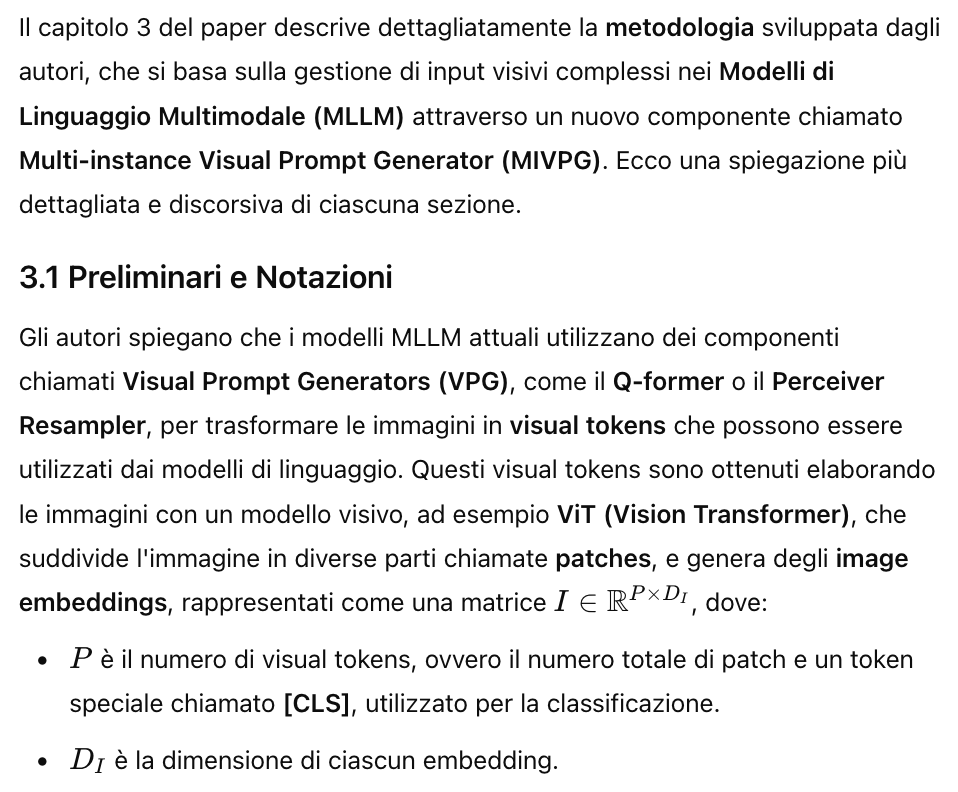 Il capitolo 3 del paper descrive dettagliatamente la metodologia sviluppata dagli
autori, che si basa sulla gestione di input visivi complessi nei Modelli di
Linguaggio Multimodale (MLLM) attraverso un nuovo componente chiamato
Multi-instance Visual Prompt Generator (MIVPG). Ecco una spiegazione più
dettagliata e discorsiva di ciascuna sezione.
3.1 Preliminari e Notazioni
Gli autori spiegano che i modelli MLLM attuali utilizzano dei componenti
chiamati Visual Prompt Generators (VPG), come il Q-former o il Perceiver
Resampler, per trasformare le immagini in visual tokens che possono essere
utilizzati dai modelli di linguaggio. Questi visual tokens sono ottenuti elaborando
le immagini con un modello visivo, ad esempio ViT (Vision Transformer), che
suddivide l'immagine in diverse parti chiamate patches, e genera degli image
embeddings, rappresentati come una matrice $I \in \mathbb{R}^{P \times D_I}$, dove:
• $P$ è il numero di visual tokens, ovvero il numero totale di patch e un token
speciale chiamato [CLS], utilizzato per la classificazione.
• $D_I$ è la dimensione di ciascun embedding.